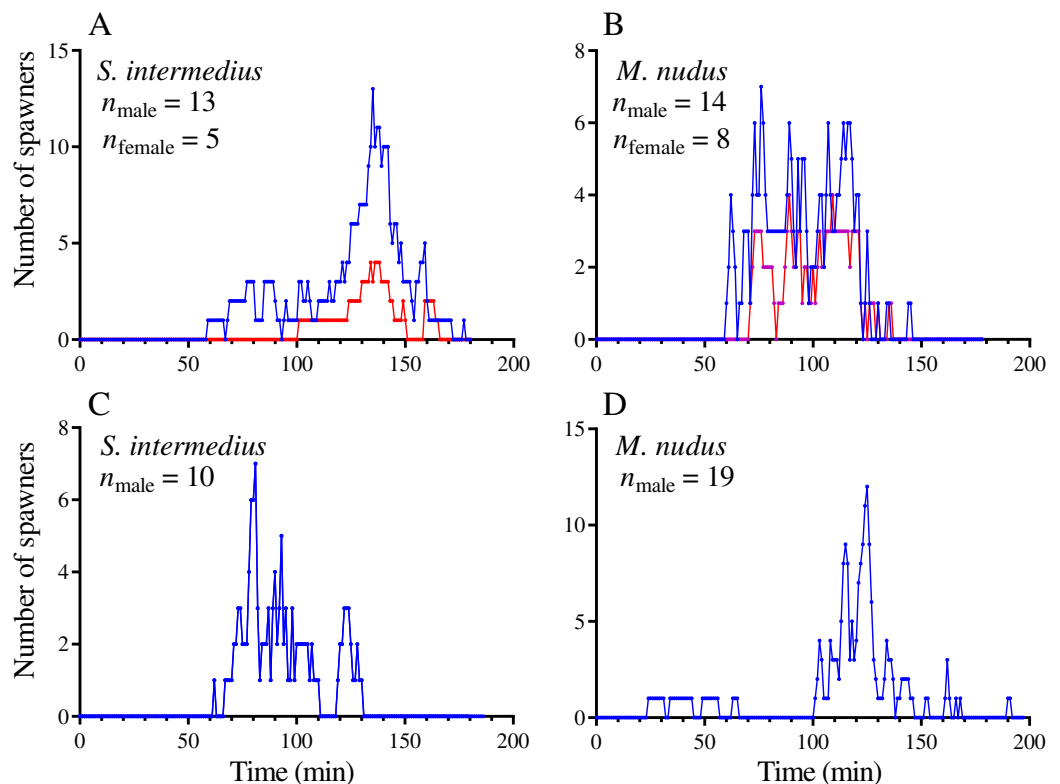 A
B
S. intermedius
n_male = 13
n_female = 5
M. nudus
n_male = 14
n_female = 8
Number of spawners
15
10
5
0
0
50
100
150
200
8
6
4
2
0
0
50
100
150
200
C
D
S. intermedius
n_male = 10
M. nudus
n_male = 19
Number of spawners
8
6
4
2
0
0
50
100
150
200
Time (min)
15
10
5
0
0
50
100
150
200
Time (min)